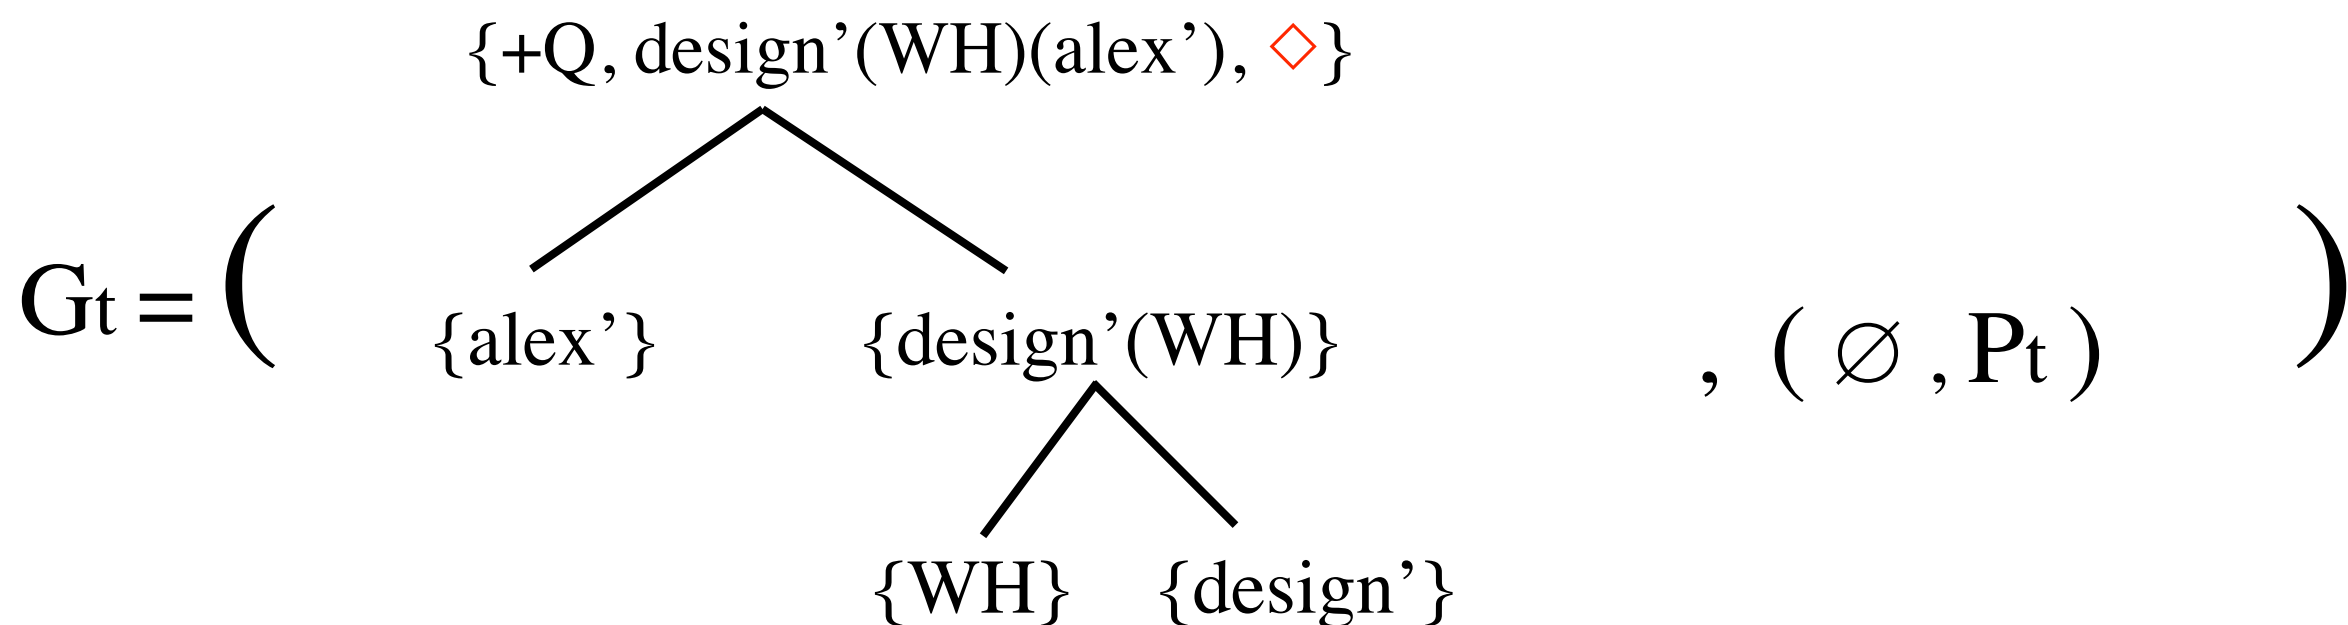 {+Q, design’(WH)(alex’), ◇}
Gt = (
{alex’} {design’(WH)}
, ( ∅ , Pt ) )
{WH} {design’}